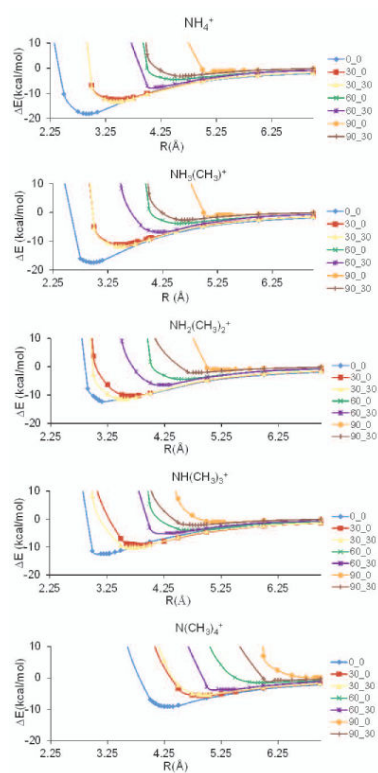 NH₄⁺
10
0
-10
-20
ΔE(kcal/mol)
2.25 3.25 4.25 5.25 6.25
R(Å)
0_0
30_0
30_30
60_0
60_30
90_0
90_30
NH₃(CH₃)⁺
10
0
-10
-20
ΔE (kcal/mol)
2.25 3.25 4.25 5.25 6.25
R (Å)
0_0
30_0
30_30
60_0
60_30
90_0
90_30
NH₂(CH₃)₂⁺
10
0
-10
-20
ΔE (kcal/mol)
2.25 3.25 4.25 5.25 6.25
R(Å)
0_0
30_0
30_30
60_0
60_30
90_0
90_30
NH(CH₃)₃⁺
10
0
-10
-20
ΔE (kcal/mol)
2.25 3.25 4.25 5.25 6.25
R(Å)
0_0
30_0
30_30
60_0
60_30
90_0
90_30
N(CH₃)₄⁺
10
0
-10
-20
ΔE (kcal/mol)
2.25 3.25 4.25 5.25 6.25
R(Å)
0_0
30_0
30_30
60_0
60_30
90_0
90_30